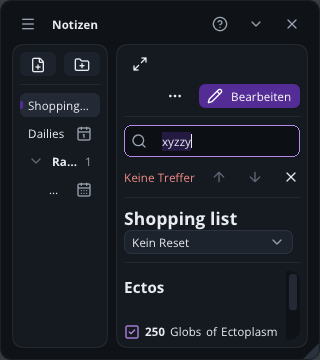 Notizen
Shopping...
Dailies
Ra... 1
...
Bearbeiten
xyzzy
Keine Treffer
Shopping list
Kein Reset
Ectos
250 Globs of Ectoplasm